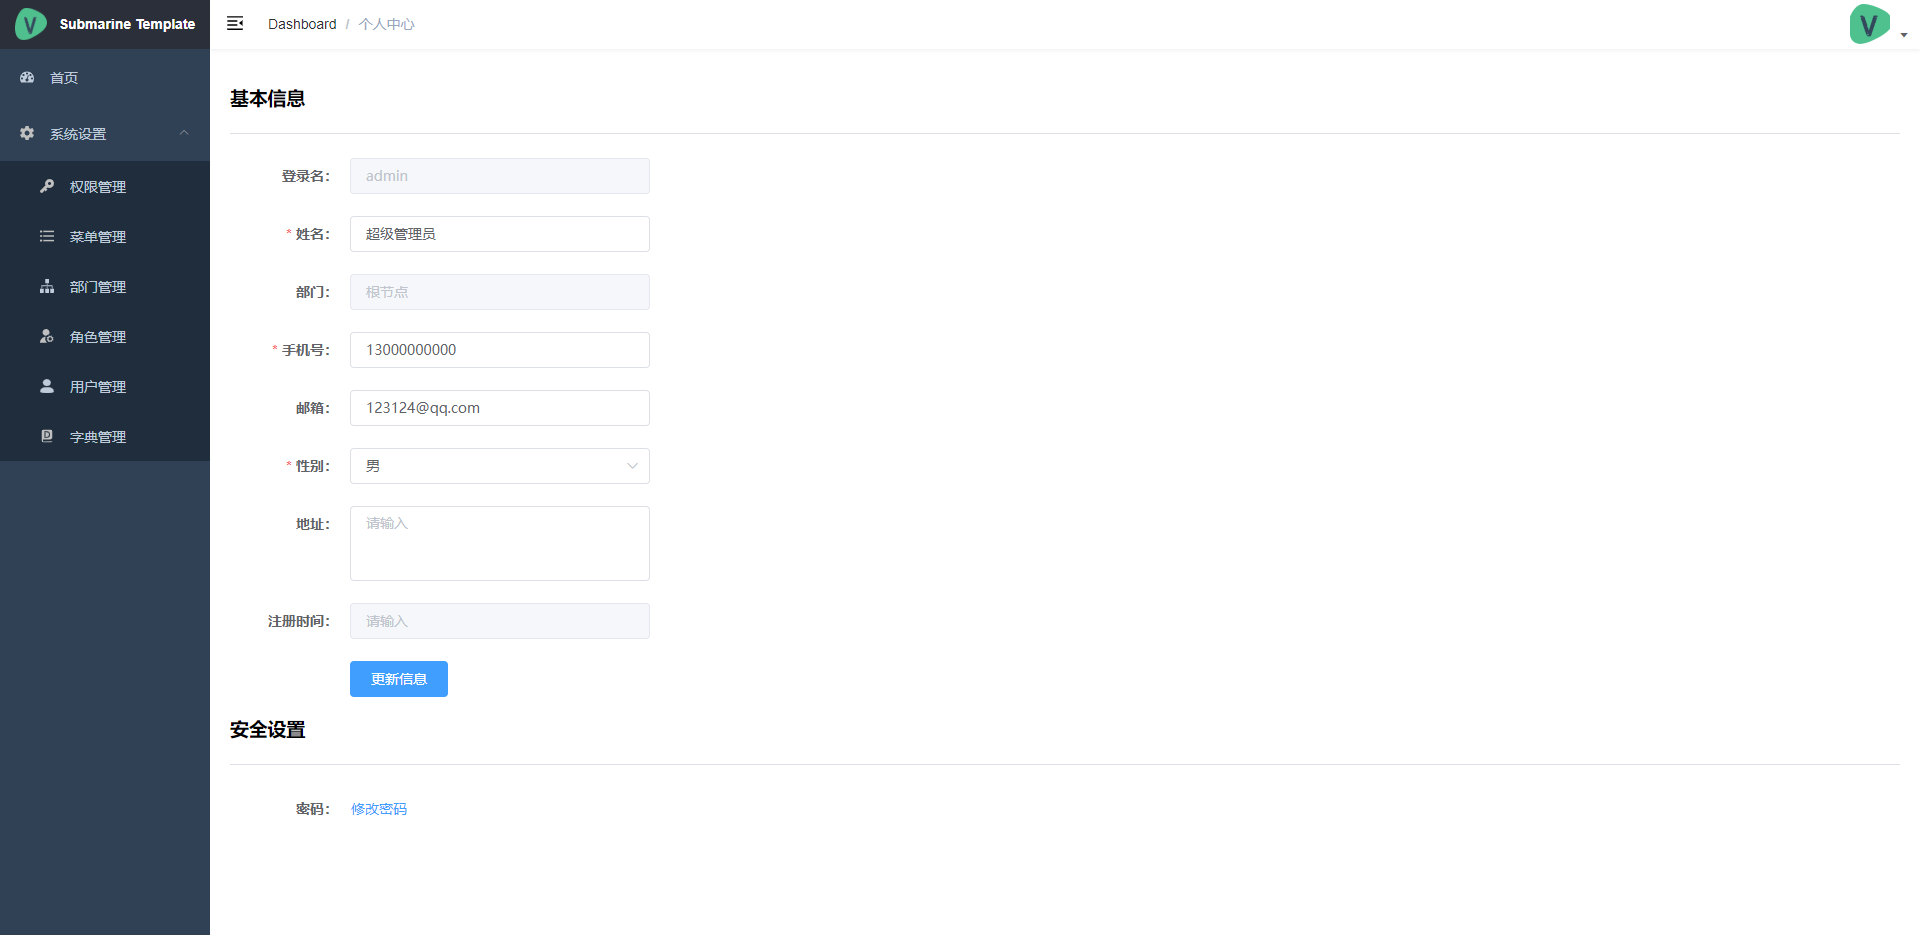 Submarine Template
Dashboard / 个人中心
首页
系统设置
权限管理
菜单管理
部门管理
角色管理
用户管理
字典管理
基本信息
登录名: admin
* 姓名: 超级管理员
部门: 根节点
* 手机号: 13000000000
邮箱: 123124@qq.com
* 性别: 男
地址: 请输入
注册时间: 请输入
更新信息
安全设置
密码: 修改密码